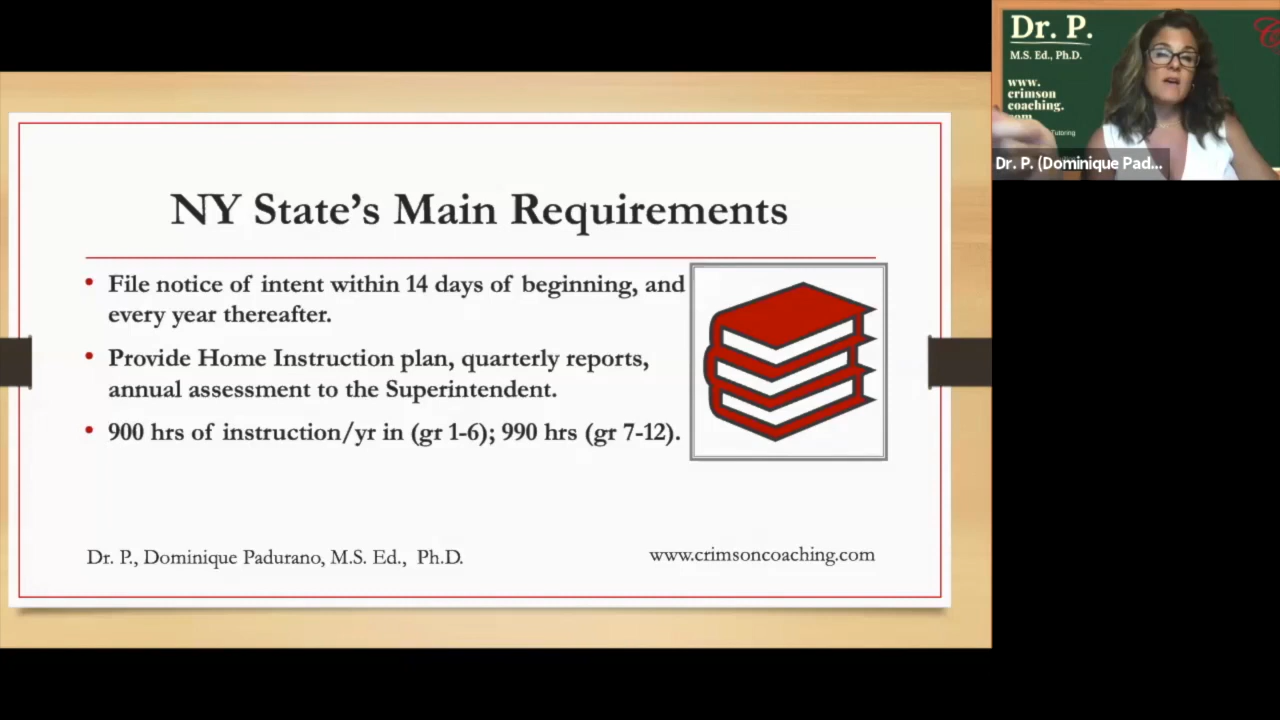 NY State's Main Requirements
• File notice of intent within 14 days of beginning, and
every year thereafter.
• Provide Home Instruction plan, quarterly reports,
annual assessment to the Superintendent.
• 900 hrs of instruction/yr in (gr 1-6); 990 hrs (gr 7-12).
Dr. P., Dominique Padurano, M.S. Ed., Ph.D.
www.crimsoncoaching.com
Dr. P.
M.S. Ed., Ph.D.
www.
crimson
coaching.
com
Tutoring
Dr. P. (Dominique Pad...